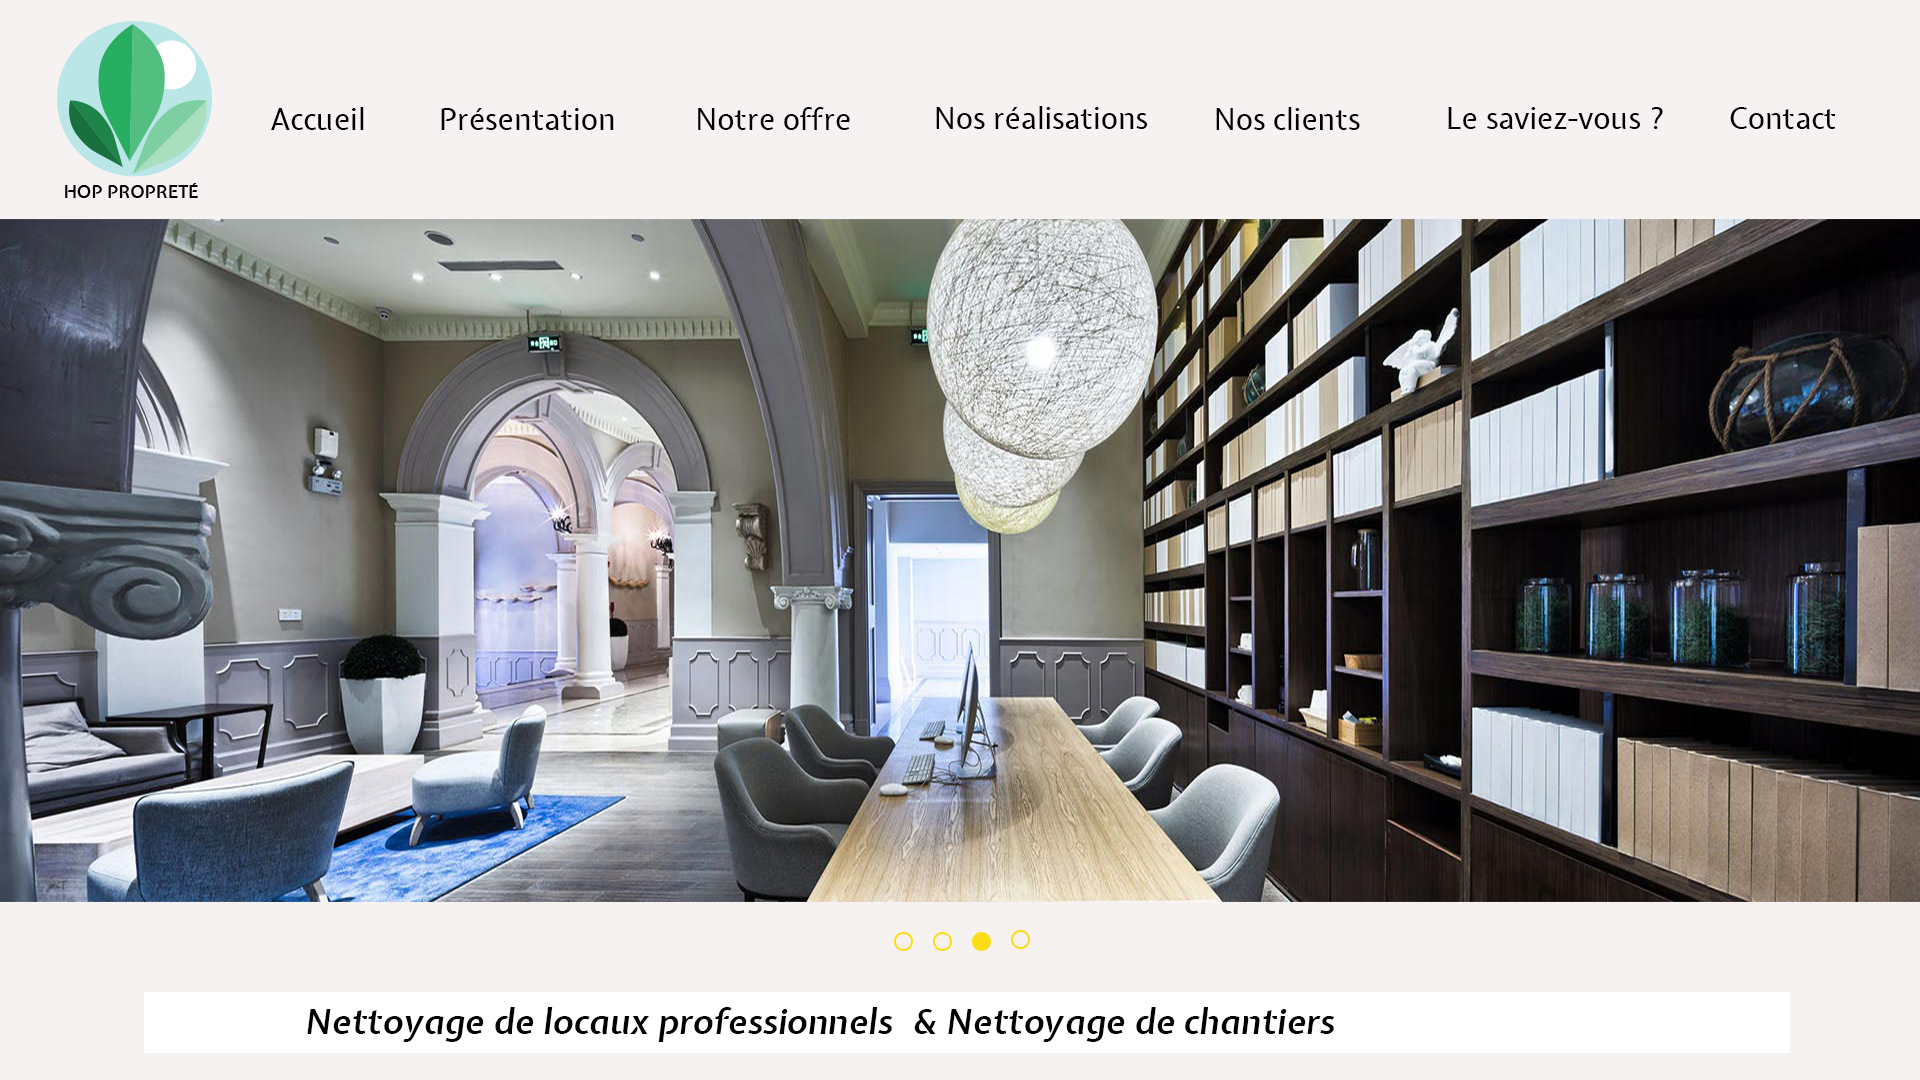 HOP PROPRETÉ
Accueil
Présentation
Notre offre
Nos réalisations
Nos clients
Le saviez-vous ?
Contact
Nettoyage de locaux professionnels & Nettoyage de chantiers